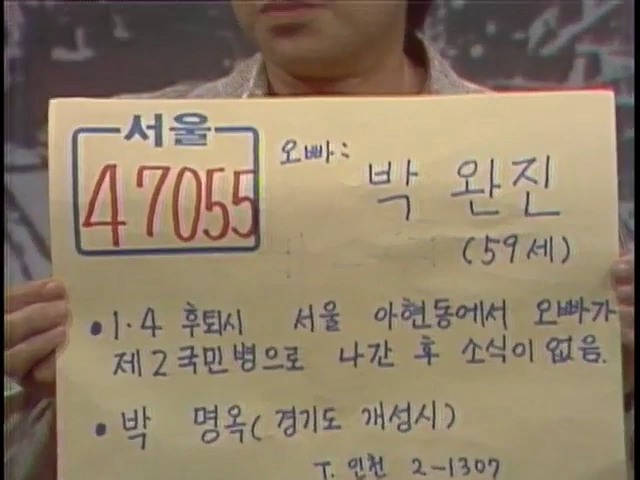 서울
47055
오빠:
박 완진
(59세)
• 1·4 후퇴시 서울 아현동에서 오빠가
제2국민병으로 나간 후 소식이 없음.
• 박 명옥(경기도 개성시)
T. 인천 2-1307